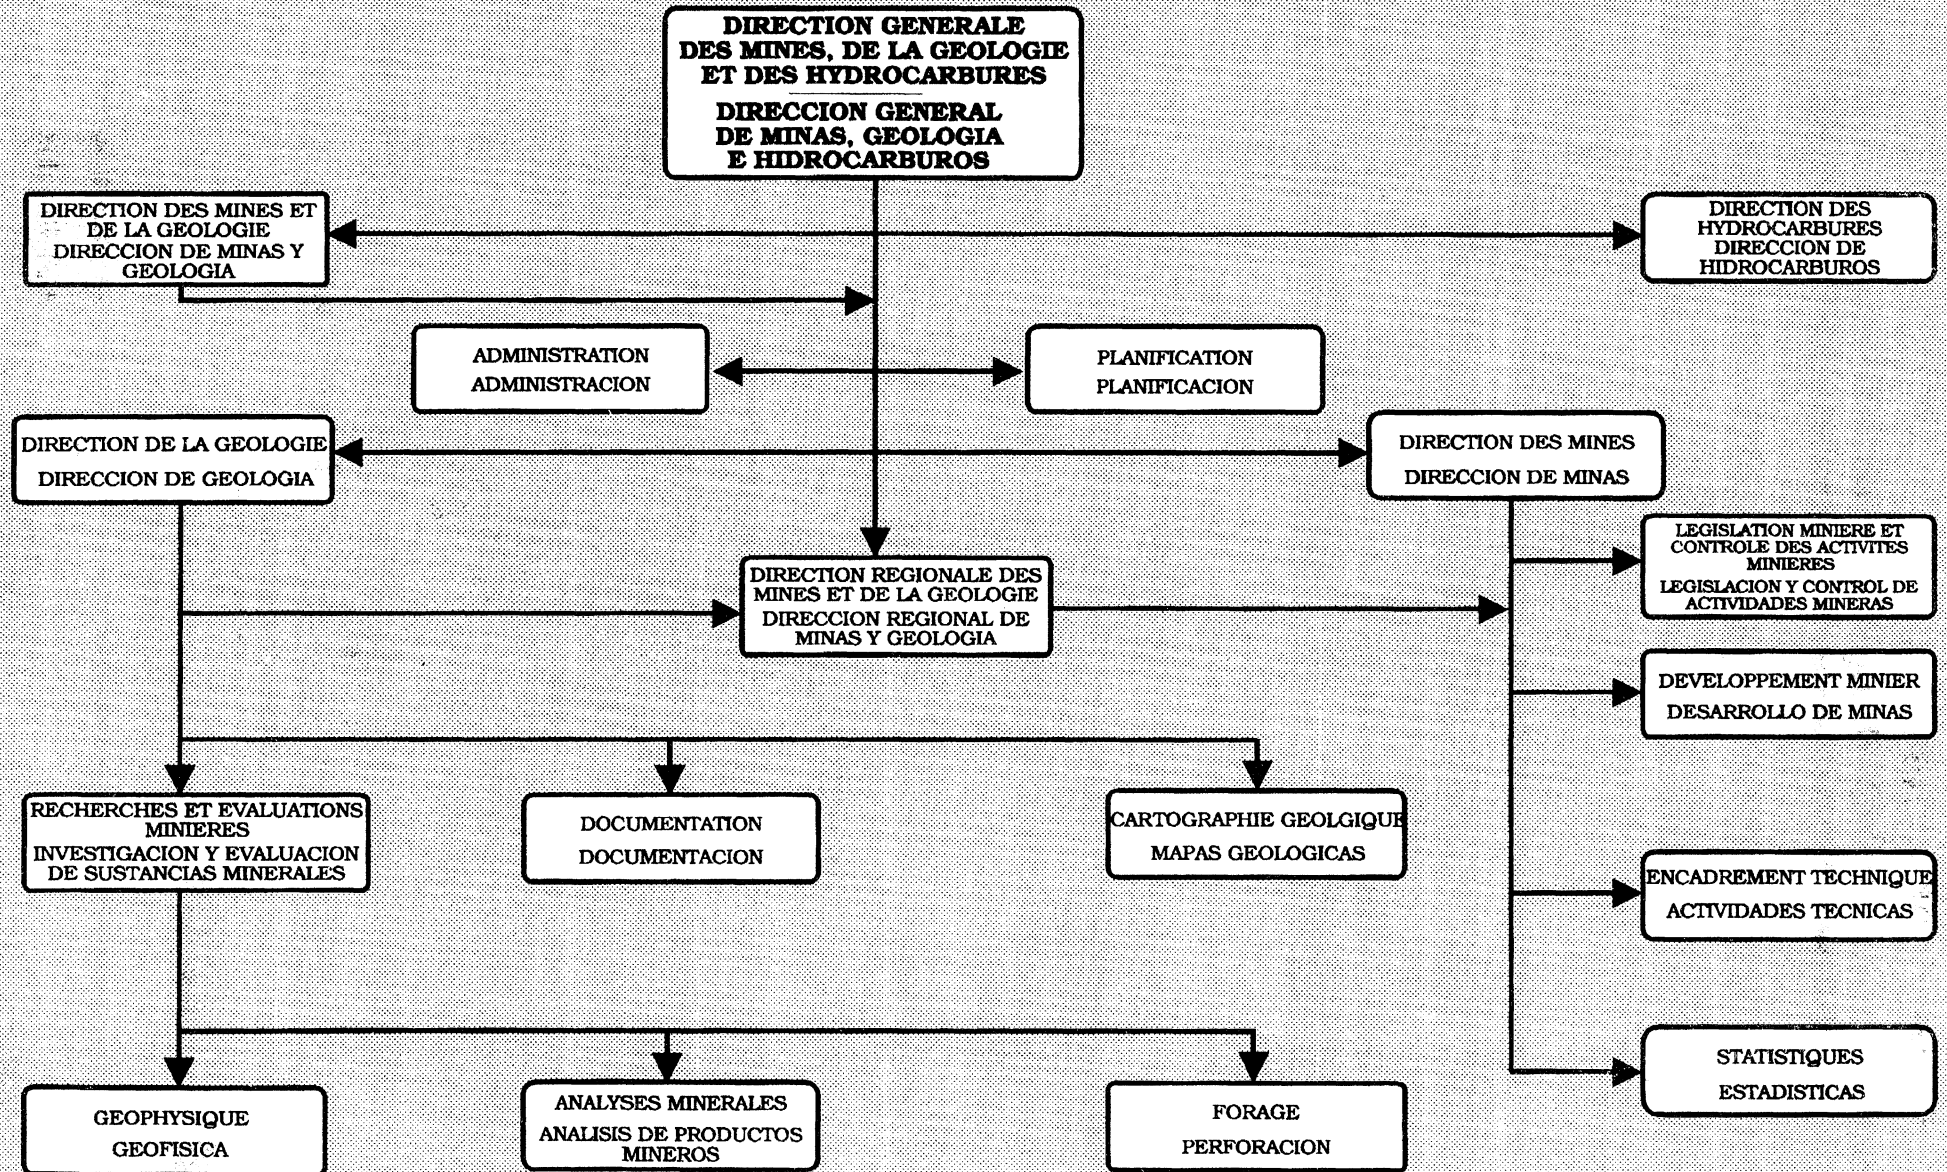 DIRECTION GENERALE
DES MINES, DE LA GEOLOGIE
ET DES HYDROCARBURES
DIRECCION GENERAL
DE MINAS, GEOLOGIA
E HIDROCARBUROS
DIRECTION DES MINES ET
DE LA GEOLOGIE
DIRECCION DE MINAS Y
GEOLOGIA
DIRECTION DES
HYDROCARBURES
DIRECCION DE
HIDROCARBUROS
ADMINISTRATION
ADMINISTRACION
PLANIFICATION
PLANIFICACION
DIRECTION DE LA GEOLOGIE
DIRECCION DE GEOLOGIA
DIRECTION DES MINES
DIRECCION DE MINAS
LEGISLATION MINIERE ET
CONTROLE DES ACTIVITES
MINIERES
LEGISLACION Y CONTROL DE
ACTIVIDADES MINERAS
DIRECTION REGIONALE DES
MINES ET DE LA GEOLOGIE
DIRECCION REGIONAL DE
MINAS Y GEOLOGIA
DEVELOPPEMENT MINIER
DESARROLLO DE MINAS
RECHERCHES ET EVALUATIONS
MINIERES
INVESTIGACION Y EVALUACION
DE SUSTANCIAS MINERALES
DOCUMENTATION
DOCUMENTACION
CARTOGRAPHIE GEOLGIQUE
MAPAS GEOLOGICAS
ENCADREMENT TECHNIQUE
ACTIVIDADES TECNICAS
STATISTIQUES
ESTADISTICAS
GEOPHYSIQUE
GEOFISICA
ANALYSES MINERALES
ANALISIS DE PRODUCTOS
MINEROS
FORAGE
PERFORACION